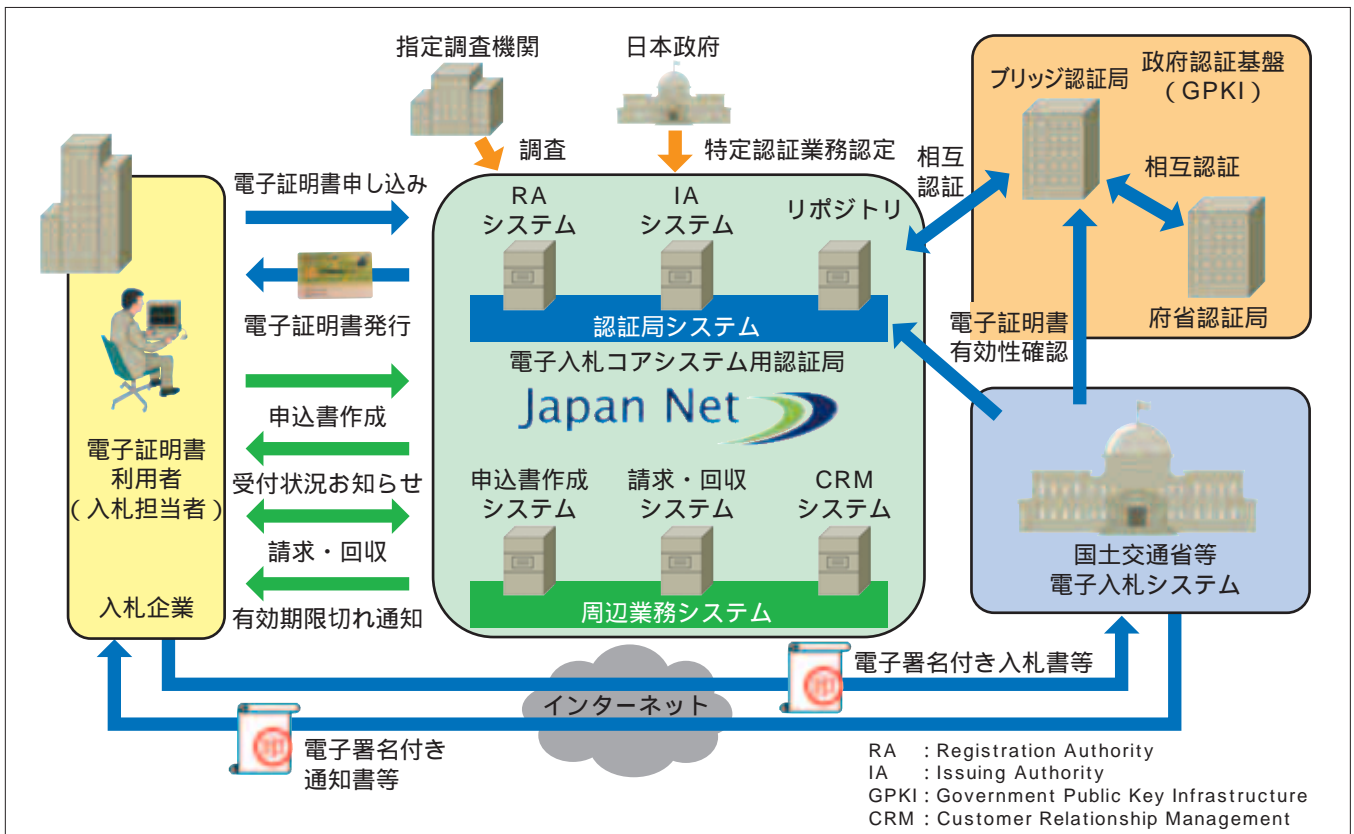 指定調査機関
日本政府
調査
特定認証業務認定
ブリッジ認証局
政府認証基盤
（GPKI）
相互
認証
相互認証
府省認証局
電子証明書申し込み
電子証明書発行
申込書作成
受付状況お知らせ
請求・回収
有効期限切れ通知
電子証明書
利用者
（入札担当者）
入札企業
RA
システム
IA
システム
リポジトリ
認証局システム
電子入札コアシステム用認証局
Japan Net
申込書作成
システム
請求・回収
システム
CRM
システム
周辺業務システム
電子証明書
有効性確認
国土交通省等
電子入札システム
電子署名付き入札書等
インターネット
電子署名付き
通知書等
RA : Registration Authority
IA : Issuing Authority
GPKI : Government Public Key Infrastructure
CRM : Customer Relationship Management